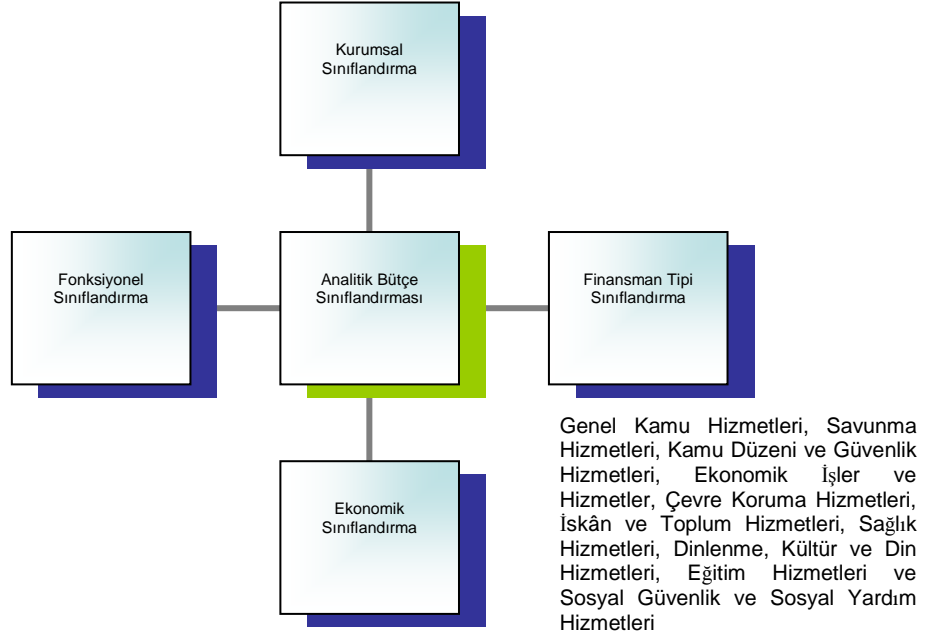 Kurumsal
Sınıflandırma
Fonksiyonel
Sınıflandırma
Analitik Bütçe
Sınıflandırması
Finansman Tipi
Sınıflandırma
Ekonomik
Sınıflandırma
Genel Kamu Hizmetleri, Savunma
Hizmetleri, Kamu Düzeni ve Güvenlik
Hizmetleri, Ekonomik İşler ve
Hizmetler, Çevre Koruma Hizmetleri,
İskân ve Toplum Hizmetleri, Sağlık
Hizmetleri, Dinlenme, Kültür ve Din
Hizmetleri, Eğitim Hizmetleri ve
Sosyal Güvenlik ve Sosyal Yardım
Hizmetleri